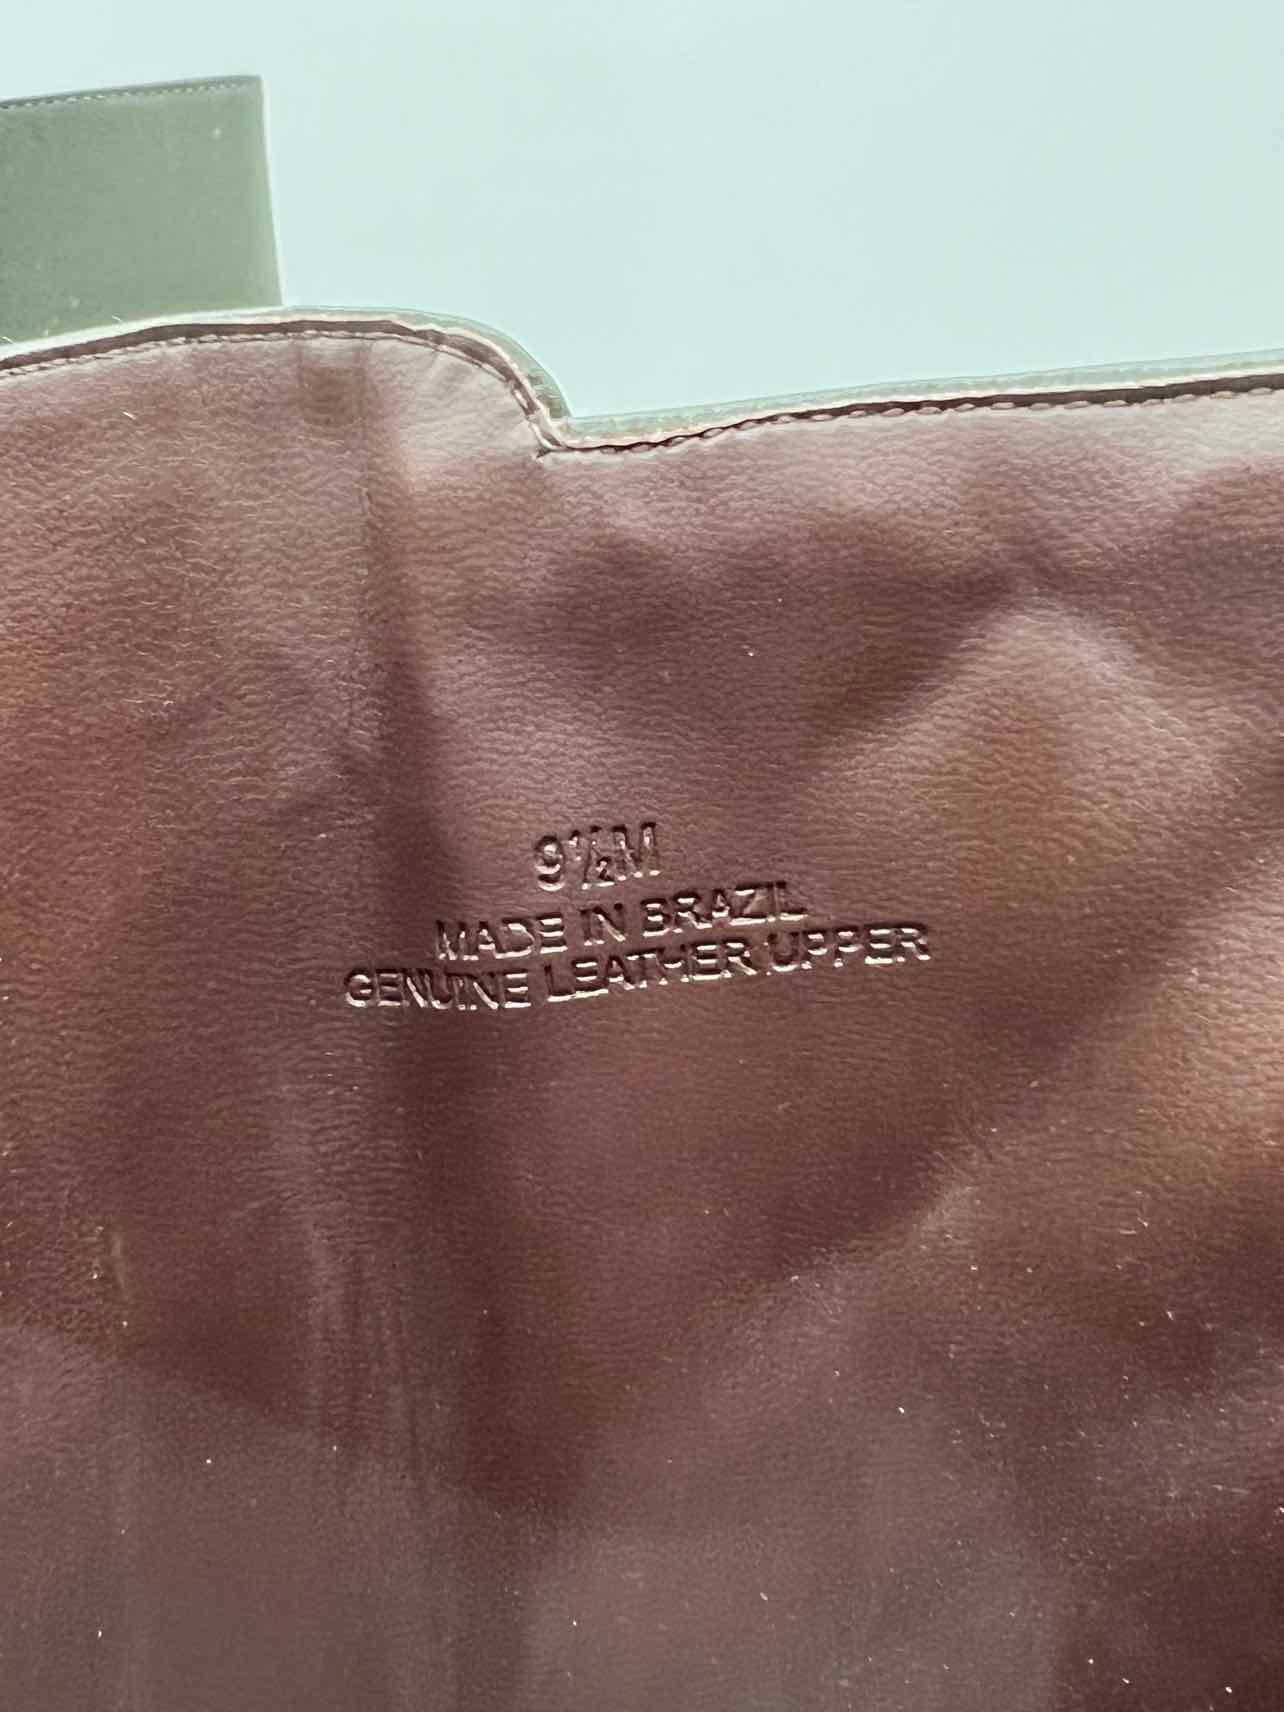 9½M
MADE IN BRAZIL
GENUINE LEATHER UPPER